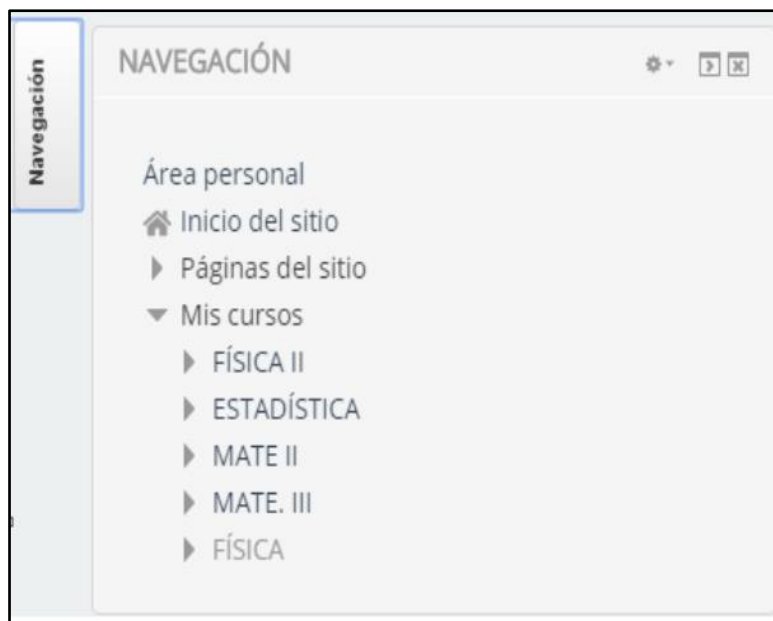 Navegación
NAVEGACIÓN
Área personal
Inicio del sitio
Páginas del sitio
Mis cursos
FÍSICA II
ESTADÍSTICA
MATE II
MATE. III
FÍSICA